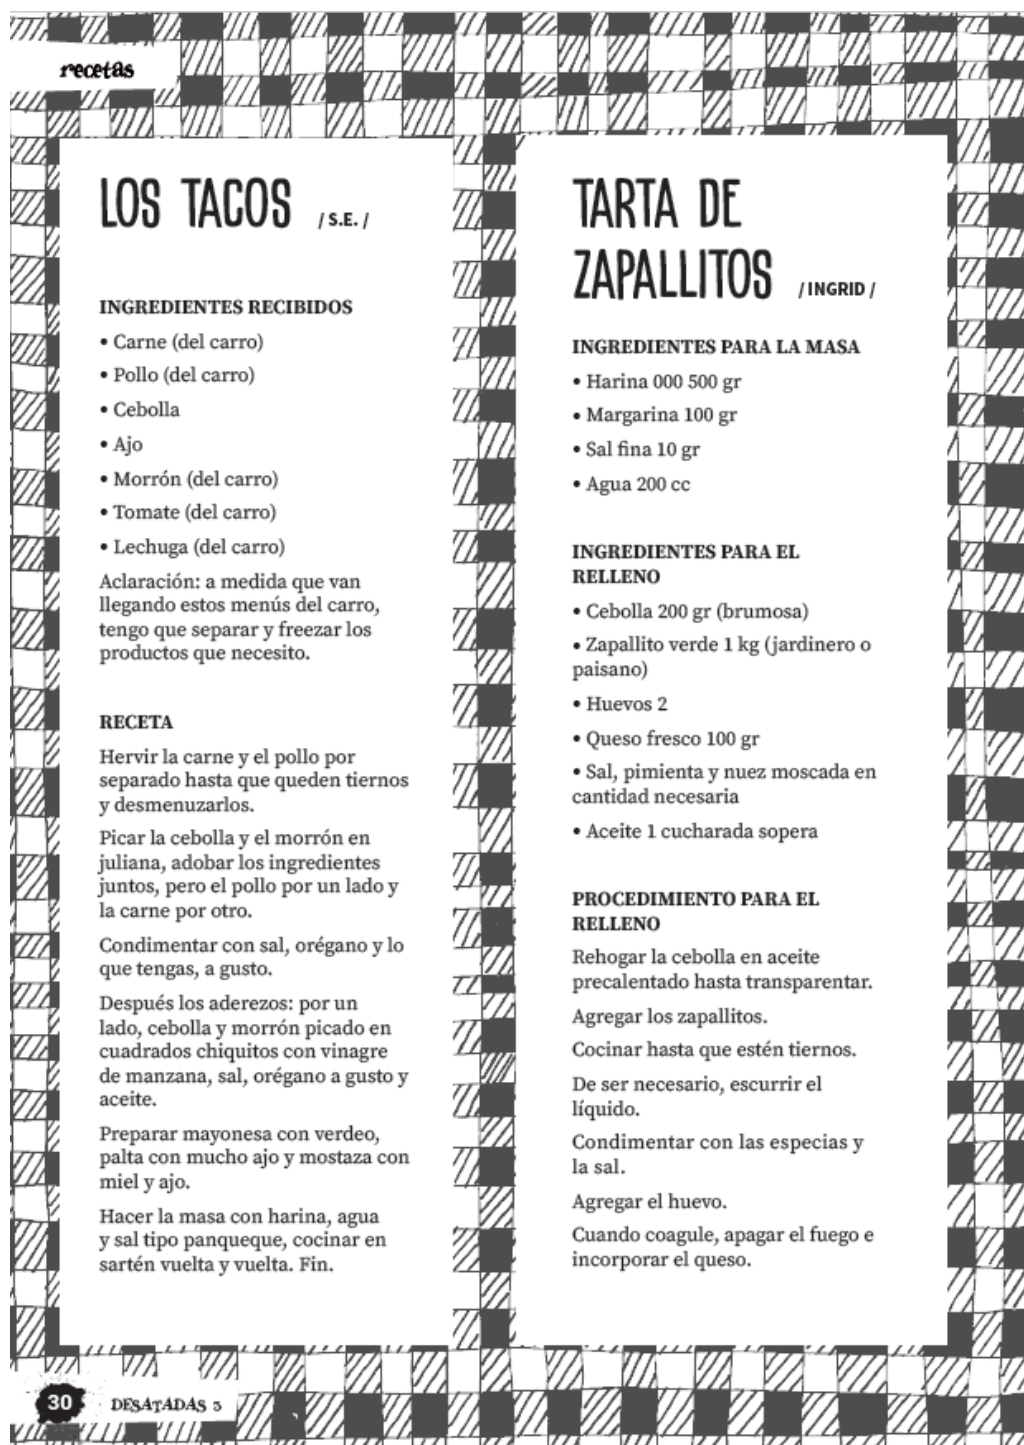 recetas
LOS TACOS / S.E. /
INGREDIENTES RECIBIDOS
• Carne (del carro)
• Pollo (del carro)
• Cebolla
• Ajo
• Morrón (del carro)
• Tomate (del carro)
• Lechuga (del carro)
Aclaración: a medida que van
llegando estos menús del carro,
tengo que separar y freezar los
productos que necesito.
RECETA
Hervir la carne y el pollo por
separado hasta que queden tiernos
y desmenuzarlos.
Picar la cebolla y el morrón en
juliana, adobar los ingredientes
juntos, pero el pollo por un lado y
la carne por otro.
Condimentar con sal, orégano y lo
que tengas, a gusto.
Después los aderezos: por un
lado, cebolla y morrón picado en
cuadrados chiquitos con vinagre
de manzana, sal, orégano a gusto y
aceite.
Preparar mayonesa con verdeo,
palta con mucho ajo y mostaza con
miel y ajo.
Hacer la masa con harina, agua
y sal tipo panqueque, cocinar en
sartén vuelta y vuelta. Fin.
TARTA DE
ZAPALLITOS / INGRID /
INGREDIENTES PARA LA MASA
• Harina 000 500 gr
• Margarina 100 gr
• Sal fina 10 gr
• Agua 200 cc
INGREDIENTES PARA EL
RELLENO
• Cebolla 200 gr (brumosa)
• Zapallito verde 1 kg (jardinero o
paisano)
• Huevos 2
• Queso fresco 100 gr
• Sal, pimienta y nuez moscada en
cantidad necesaria
• Aceite 1 cucharada sopera
PROCEDIMIENTO PARA EL
RELLENO
Rehogar la cebolla en aceite
precalentado hasta transparentar.
Agregar los zapallitos.
Cocinar hasta que estén tiernos.
De ser necesario, escurrir el
líquido.
Condimentar con las especias y
la sal.
Agregar el huevo.
Cuando coagule, apagar el fuego e
incorporar el queso.
30 DESATADAS 3